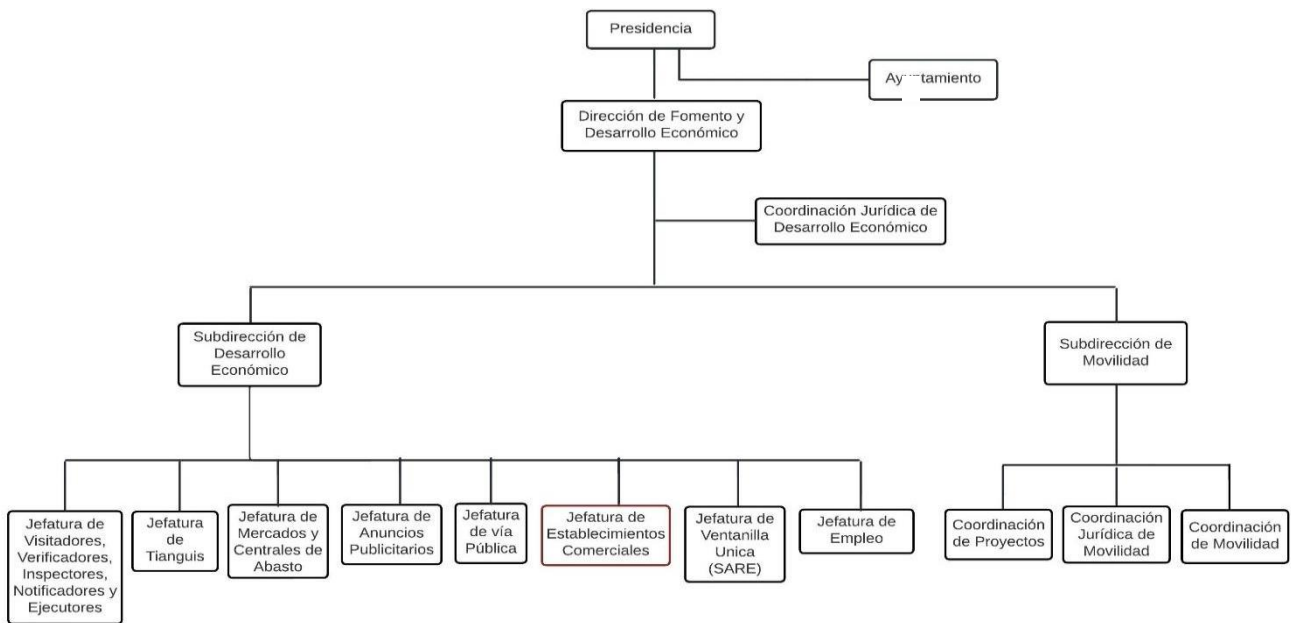 Presidencia
Dirección de Fomento y
Desarrollo Económico
Coordinación Jurídica de
Desarrollo Económico
Subdirección de
Desarrollo
Económico
Subdirección de
Movilidad
Jefatura de
Visitadores,
Verificadores,
Inspectores,
Notificadores y
Ejecutores
Jefatura
de
Tianguis
Jefatura de
Mercados y
Centrales de
Abasto
Jefatura de
Anuncios
Publicitarios
Jefatura
de vía
Pública
Jefatura de
Establecimientos
Comerciales
Jefatura de
Ventanilla
Unica
(SARE)
Jefatura de
Empleo
Coordinación
de Proyectos
Coordinación
Jurídica de
Movilidad
Coordinación
de Movilidad